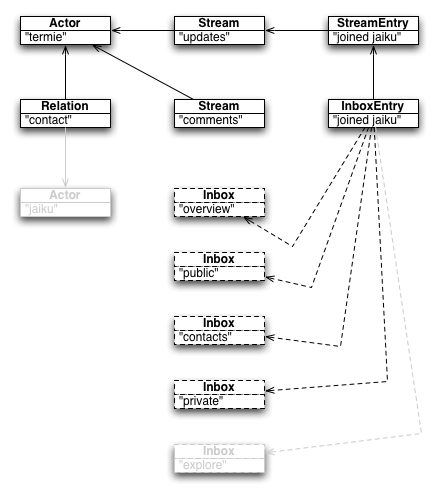 Actor
"termie"
Stream
"updates"
StreamEntry
"joined jaiku"
Relation
"contact"
Stream
"comments"
InboxEntry
"joined jaiku"
Actor
"jaiku"
Inbox
"overview"
Inbox
"public"
Inbox
"contacts"
Inbox
"private"
Inbox
"explore"